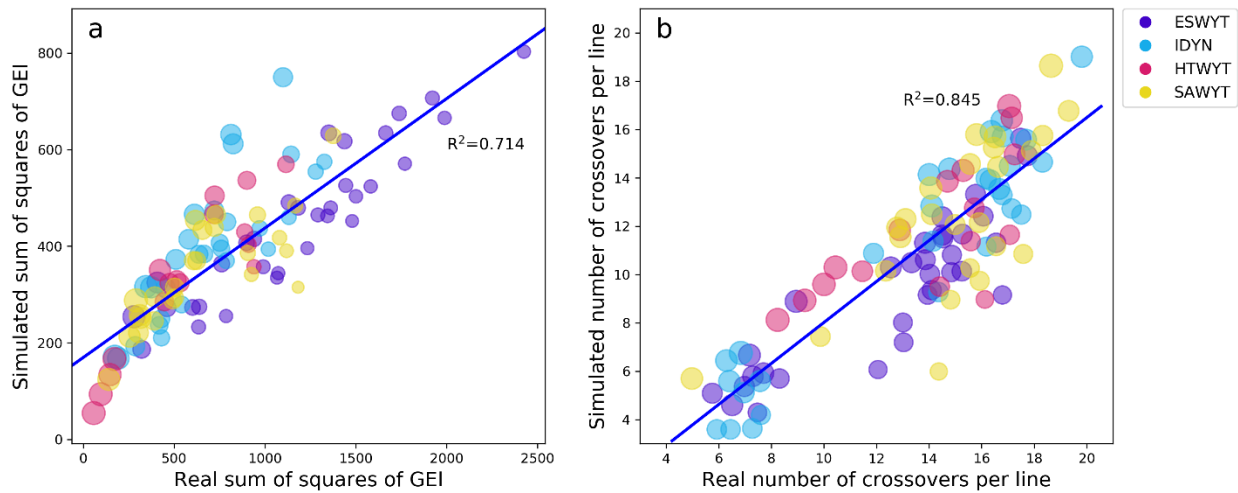 a
R²=0.714
Simulated sum of squares of GEI
800
600
400
200
0
0 500 1000 1500 2000 2500
Real sum of squares of GEI
b
R²=0.845
Simulated number of crossovers per line
20
18
16
14
12
10
8
6
4
4 6 8 10 12 14 16 18 20
Real number of crossovers per line
ESWYT
IDYN
HTWYT
SAWYT